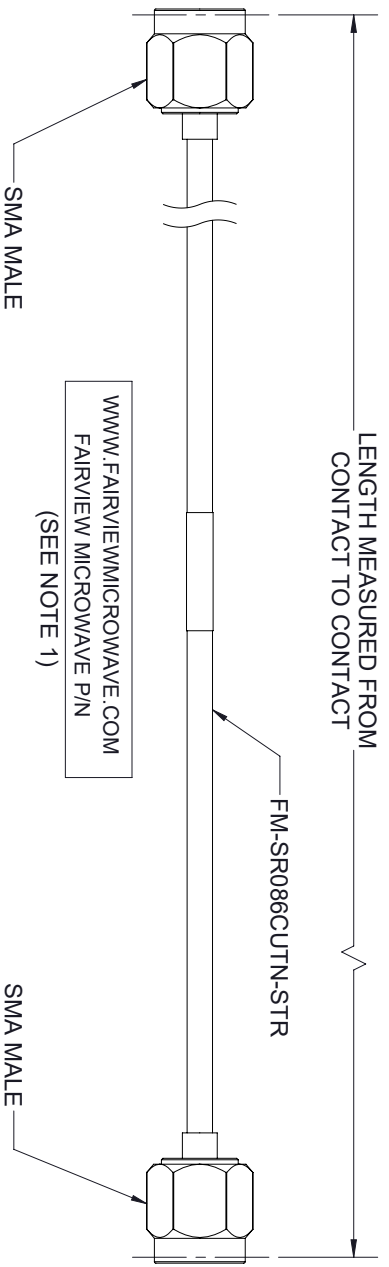 LENGTH MEASURED FROM
CONTACT TO CONTACT
FM-SR086CUTN-STR
WWW.FAIRVIEWMICROWAVE.COM
FAIRVIEW MICROWAVE P/N
(SEE NOTE 1)
SMA MALE
SMA MALE